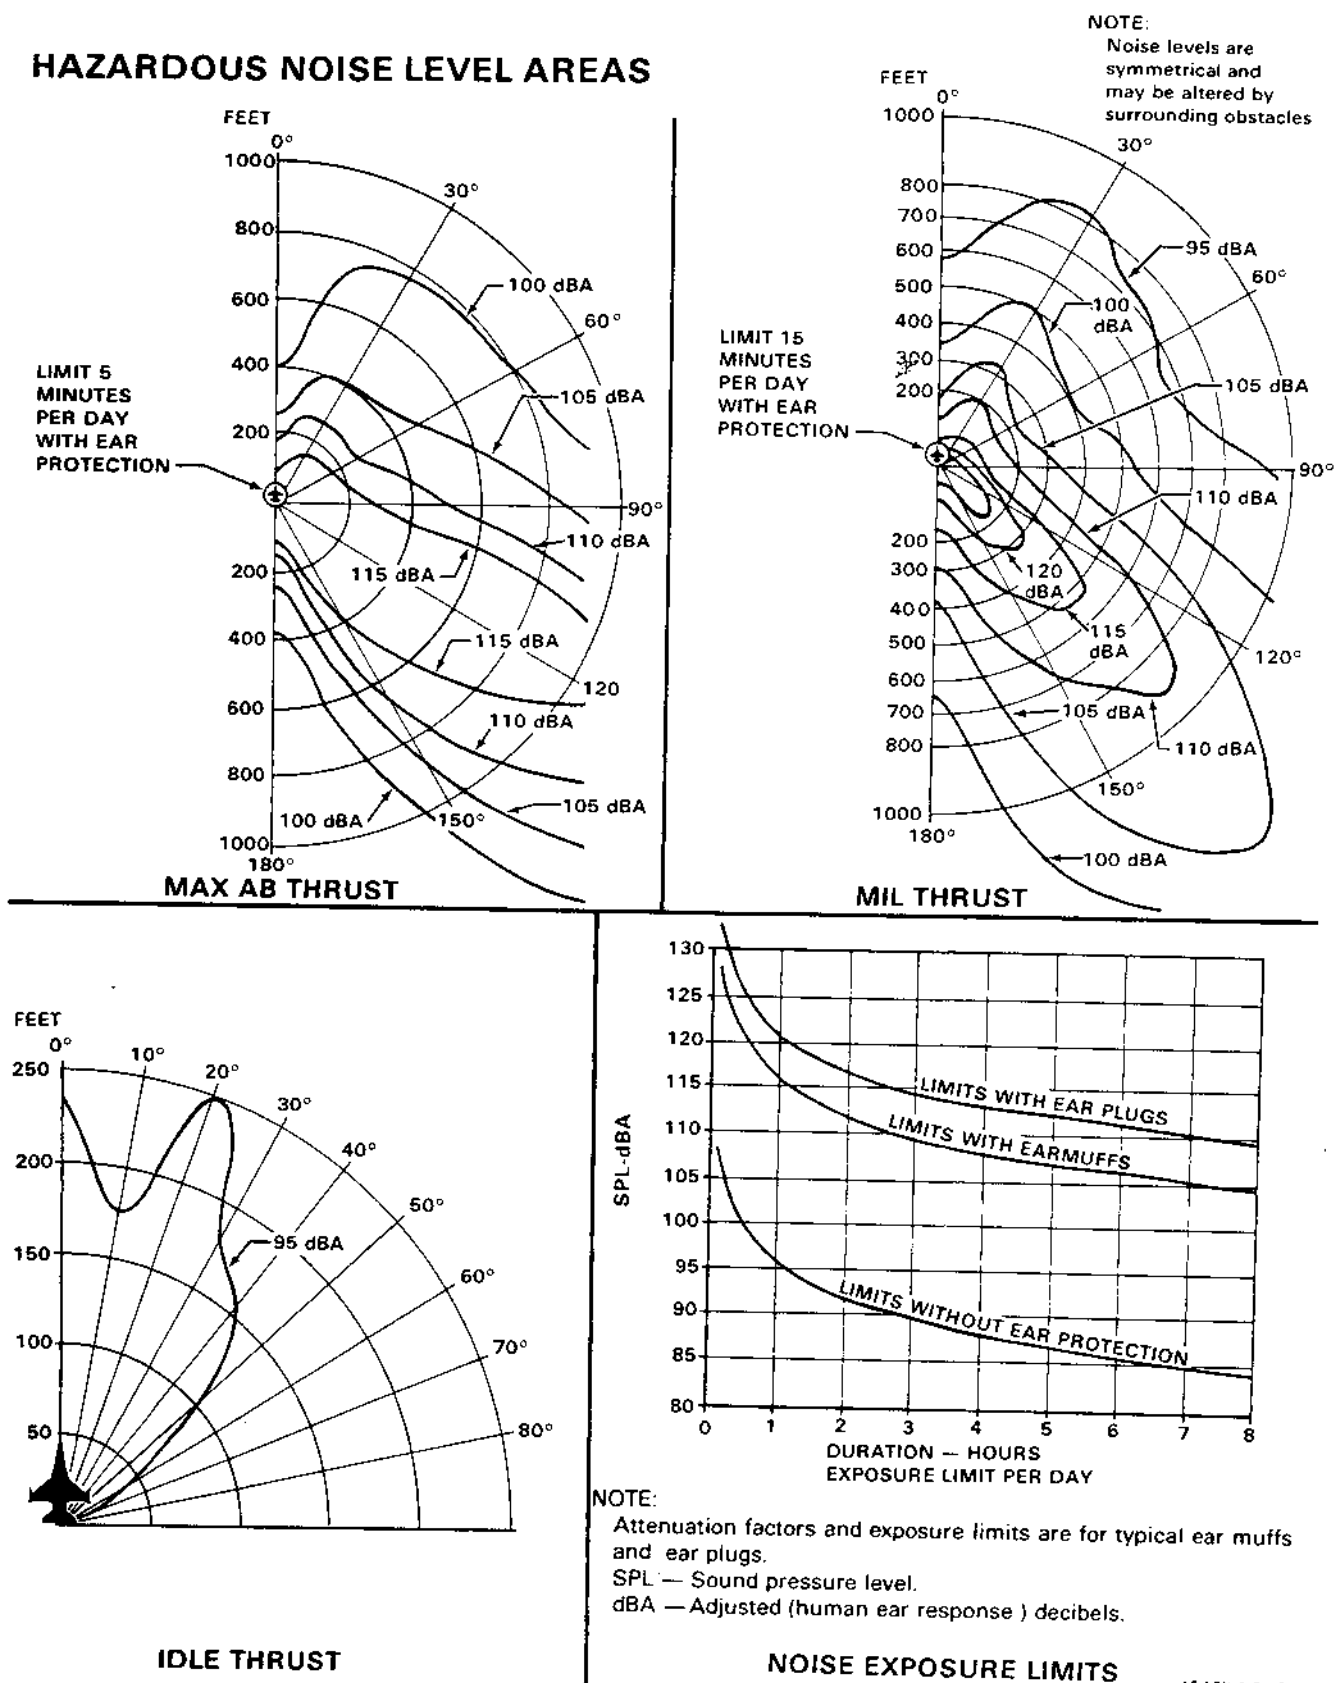 HAZARDOUS NOISE LEVEL AREAS
FEET
0°
1000
800
600
400
200
200
400
600
800
1000
180°
30°
60°
90°
120
150°
100 dBA
105 dBA
110 dBA
115 dBA
115 dBA
110 dBA
105 dBA
100 dBA
LIMIT 5
MINUTES
PER DAY
WITH EAR
PROTECTION
MAX AB THRUST
NOTE:
Noise levels are
symmetrical and
may be altered by
surrounding obstacles
FEET
0°
1000
800
700
600
500
400
300
200
200
300
400
500
600
700
800
1000
180°
30°
60°
90°
120°
150°
95 dBA
100
dBA
105 dBA
110 dBA
120
dBA
115
dBA
105 dBA
110 dBA
100 dBA
LIMIT 15
MINUTES
PER DAY
WITH EAR
PROTECTION
MIL THRUST
FEET
0°
10°
20°
30°
40°
50°
60°
70°
80°
250
200
150
100
50
95 dBA
IDLE THRUST
130
125
120
115
110
105
100
95
90
85
80
SPL-dBA
LIMITS WITH EAR PLUGS
LIMITS WITH EARMUFFS
LIMITS WITHOUT EAR PROTECTION
0 1 2 3 4 5 6 7 8
DURATION — HOURS
EXPOSURE LIMIT PER DAY
NOTE:
Attenuation factors and exposure limits are for typical ear muffs
and ear plugs.
SPL — Sound pressure level.
dBA — Adjusted (human ear response ) decibels.
NOISE EXPOSURE LIMITS